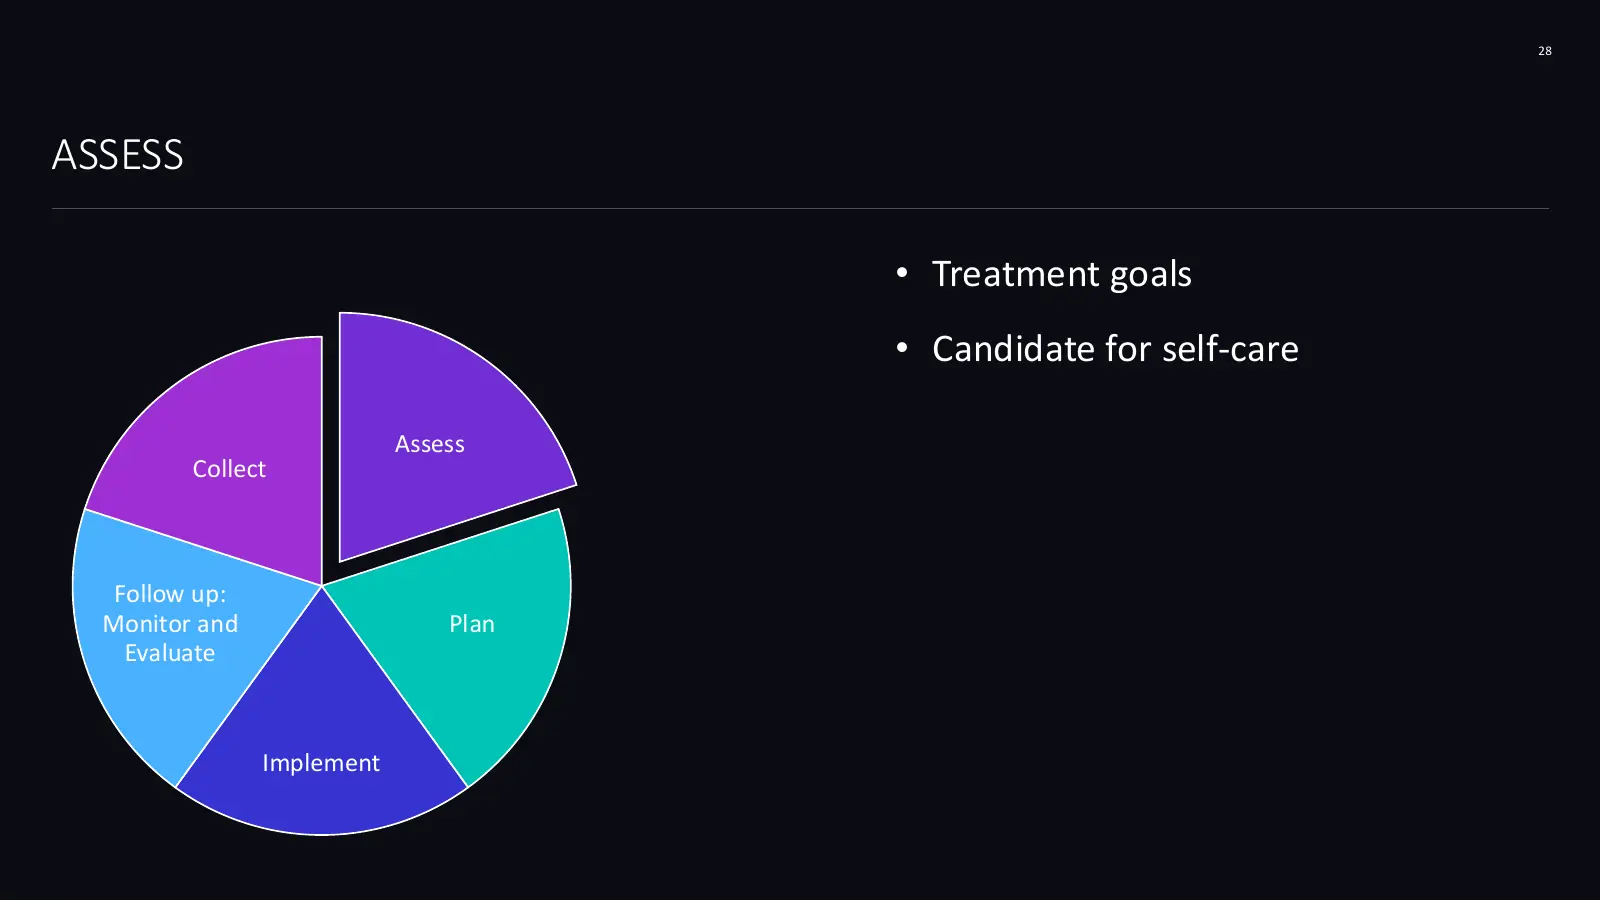 28
ASSESS
• Treatment goals
• Candidate for self-care
Assess
Collect
Follow up:
Monitor and
Evaluate
Plan
Implement